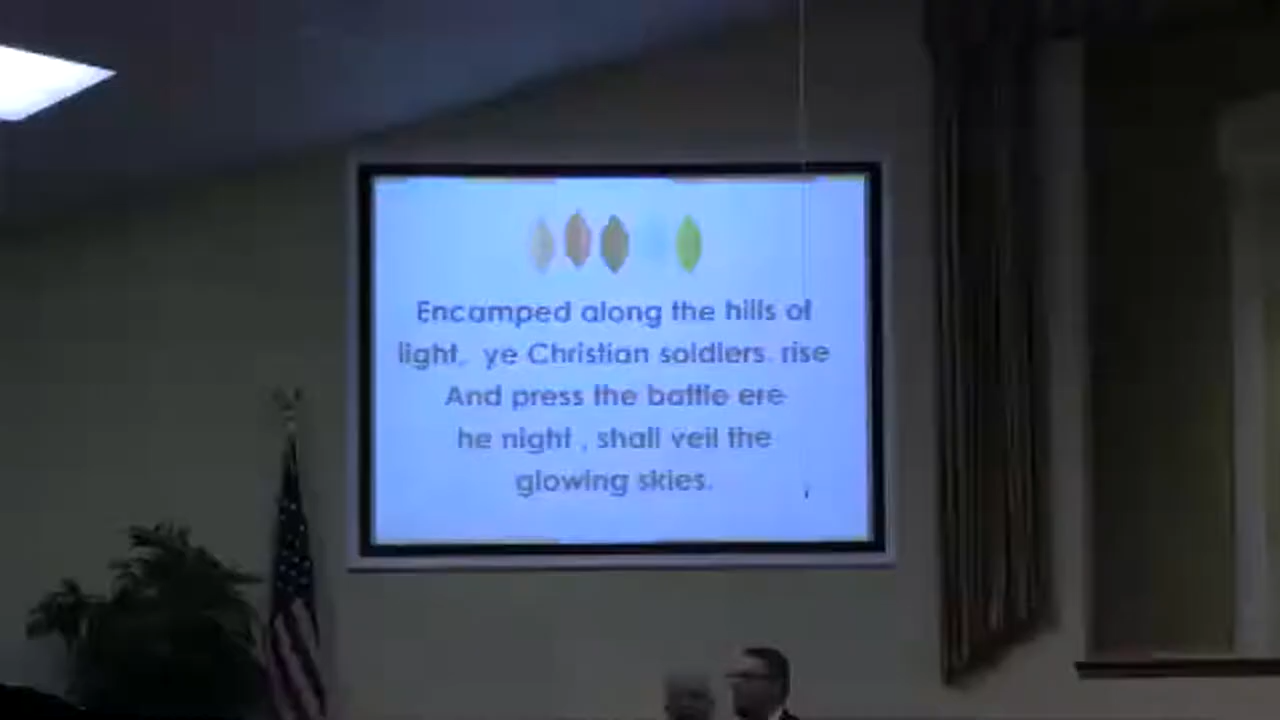 Encamped along the hills of
light, ye Christian soldiers, rise
And press the battle ere
he night , shall veil the
glowing skies.